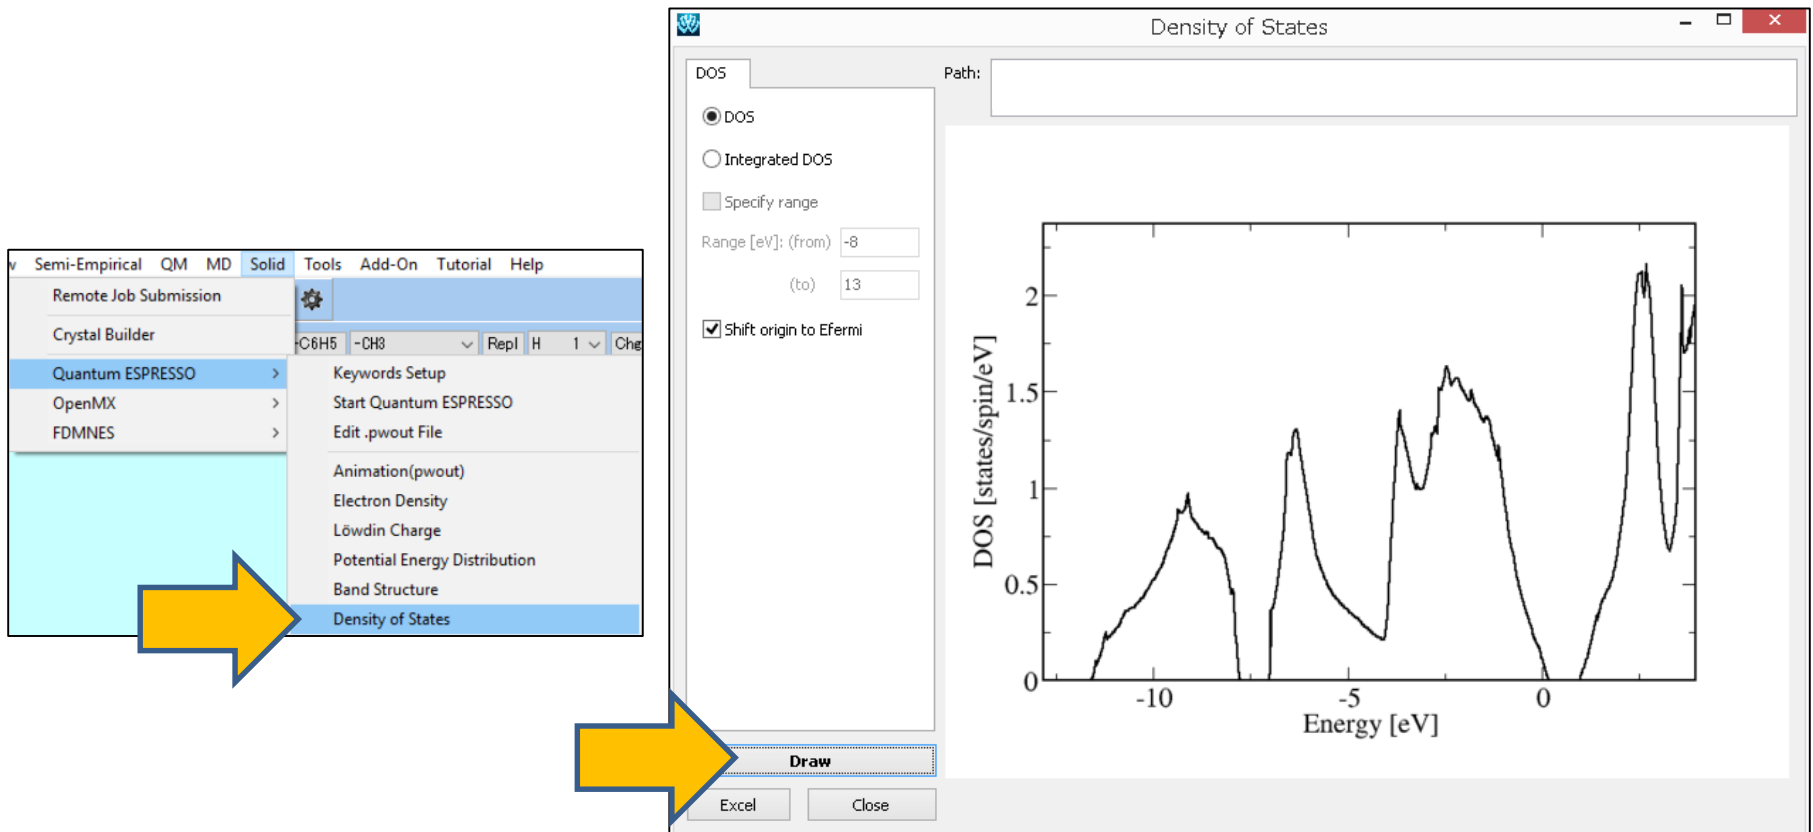 Semi-Empirical QM MD Solid Tools Add-On Tutorial Help
Remote Job Submission
Crystal Builder
-C6H5 -CH3 Repl H 1 Chg
Quantum ESPRESSO >
OpenMX >
FDMNES >
Keywords Setup
Start Quantum ESPRESSO
Edit .pwout File
Animation(pwout)
Electron Density
Löwdin Charge
Potential Energy Distribution
Band Structure
Density of States
Density of States
DOS
Path:
DOS
Integrated DOS
Specify range
Range [eV]: (from) -8
(to) 13
Shift origin to Efermi
Draw
Excel Close
DOS [states/spin/eV]
2
1.5
1
0.5
0
-10 -5 0
Energy [eV]